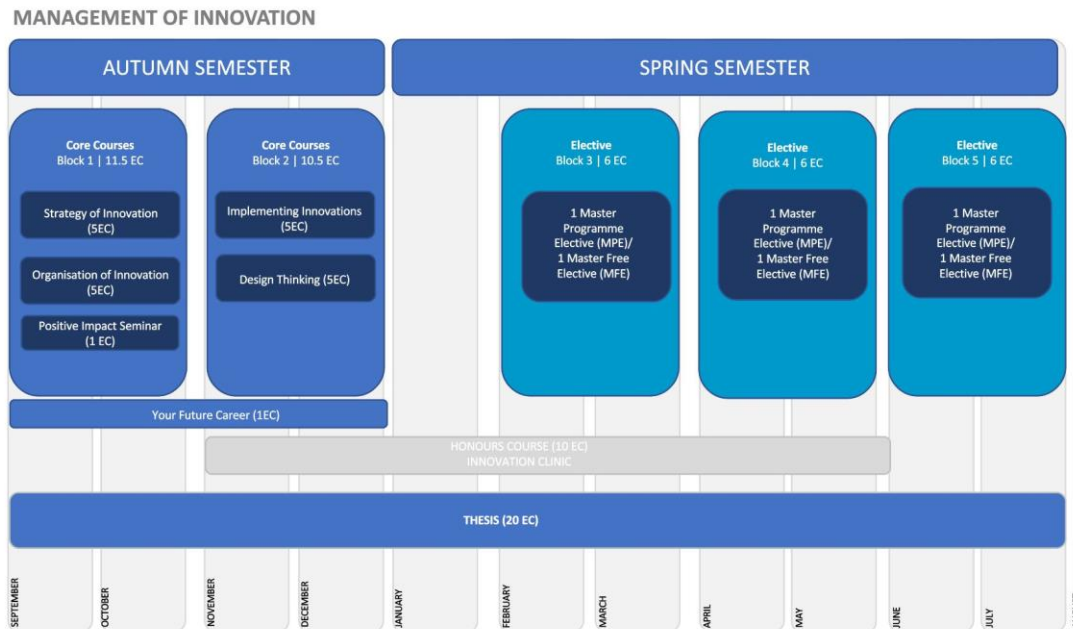 MANAGEMENT OF INNOVATION
AUTUMN SEMESTER
SPRING SEMESTER
Core Courses
Block 1 | 11.5 EC
Strategy of Innovation
(5EC)
Organisation of Innovation
(5EC)
Positive Impact Seminar
(1 EC)
Core Courses
Block 2 | 10.5 EC
Implementing Innovations
(5EC)
Design Thinking (5EC)
Elective
Block 3 | 6 EC
1 Master
Programme
Elective (MPE)/
1 Master Free
Elective (MFE)
Elective
Block 4 | 6 EC
1 Master
Programme
Elective (MPE)/
1 Master Free
Elective (MFE)
Elective
Block 5 | 6 EC
1 Master
Programme
Elective (MPE)/
1 Master Free
Elective (MFE)
Your Future Career (1EC)
HONOURS COURSE (10 EC)
INNOVATION CLINIC
THESIS (20 EC)
SEPTEMBER
OCTOBER
NOVEMBER
DECEMBER
JANUARY
FEBRUARY
MARCH
APRIL
MAY
JUNE
JULY